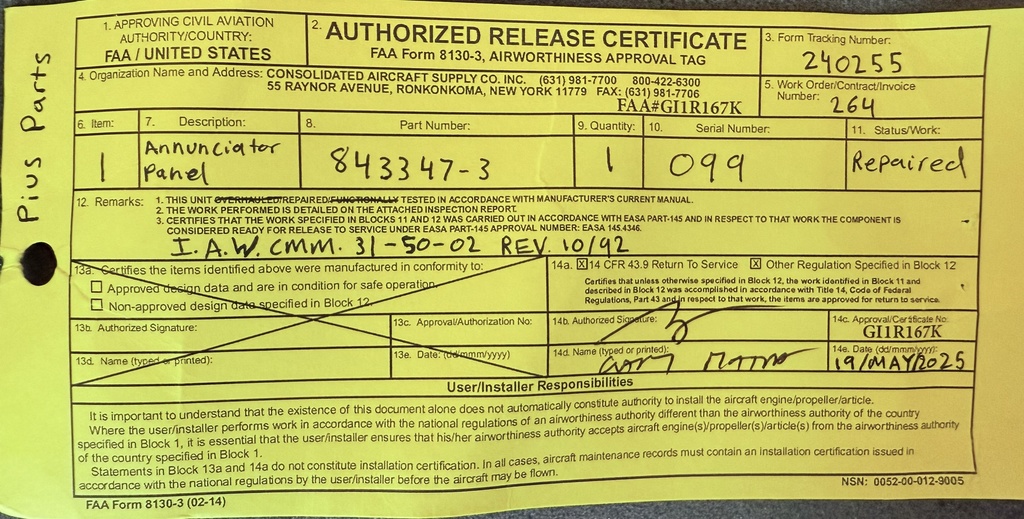 Pius Parts
1. APPROVING CIVIL AVIATION
AUTHORITY/COUNTRY:
FAA / UNITED STATES
2. AUTHORIZED RELEASE CERTIFICATE
FAA Form 8130-3, AIRWORTHINESS APPROVAL TAG
3. Form Tracking Number:
240255
4. Organization Name and Address: CONSOLIDATED AIRCRAFT SUPPLY CO. INC. (631) 981-7700 800-422-6300
55 RAYNOR AVENUE, RONKONKOMA, NEW YORK 11779 FAX: (631) 981-7706
FAA#GI1R167K
5. Work Order/Contract/Invoice
Number: 264
6. Item: 7. Description: 8. Part Number: 9. Quantity: 10. Serial Number: 11. Status/Work:
1 Annunciator Panel 843347-3 1 099 Repaired
12. Remarks: 1. THIS UNIT OVERHAULED/REPAIRED/FUNCTIONALLY TESTED IN ACCORDANCE WITH MANUFACTURER'S CURRENT MANUAL.
2. THE WORK PERFORMED IS DETAILED ON THE ATTACHED INSPECTION REPORT.
3. CERTIFIES THAT THE WORK SPECIFIED IN BLOCKS 11 AND 12 WAS CARRIED OUT IN ACCORDANCE WITH EASA PART-145 AND IN RESPECT TO THAT WORK THE COMPONENT IS
CONSIDERED READY FOR RELEASE TO SERVICE UNDER EASA PART-145 APPROVAL NUMBER: EASA 145.4346.
I.A.W. CMM. 31-50-02 REV. 10/92
13a. Certifies the items identified above were manufactured in conformity to:
Approved design data and are in condition for safe operation.
Non-approved design data specified in Block 12.
14a. X 14 CFR 43.9 Return To Service X Other Regulation Specified in Block 12
Certifies that unless otherwise specified in Block 12, the work identified in Block 11 and
described in Block 12 was accomplished in accordance with Title 14, Code of Federal
Regulations, Part 43 and in respect to that work, the items are approved for return to service.
13b. Authorized Signature:
13c. Approval/Authorization No:
14b. Authorized Signature:
14c. Approval/Certificate No:
GI1R167K
13d. Name (typed or printed):
13e. Date: (dd/mmm/yyyy)
14d. Name (typed or printed):
14e. Date (dd/mmm/yyyy):
19/MAY/2025
User/Installer Responsibilities
It is important to understand that the existence of this document alone does not automatically constitute authority to install the aircraft engine/propeller/article.
Where the user/installer performs work in accordance with the national regulations of an airworthiness authority different than the airworthiness authority of the country
specified in Block 1, it is essential that the user/installer ensures that his/her airworthiness authority accepts aircraft engine(s)/propeller(s)/article(s) from the airworthiness authority
of the country specified in Block 1.
Statements in Block 13a and 14a do not constitute installation certification. In all cases, aircraft maintenance records must contain an installation certification issued in
accordance with the national regulations by the user/installer before the aircraft may be flown.
FAA Form 8130-3 (02-14)
NSN: 0052-00-012-9005